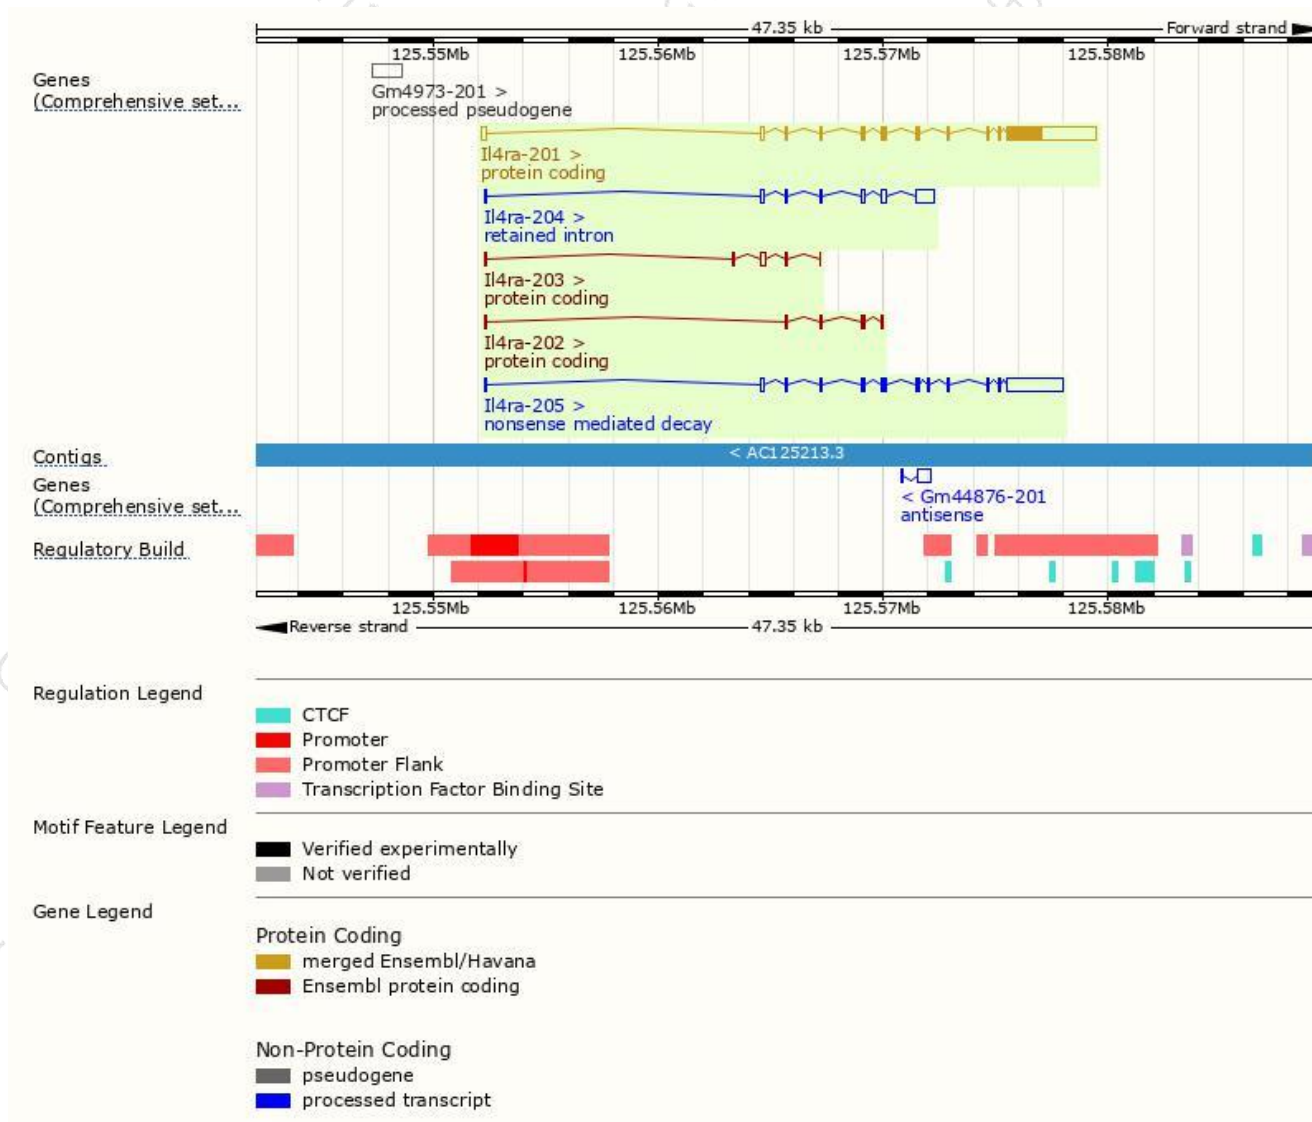 47.35 kb
Forward strand
125.55Mb 125.56Mb 125.57Mb 125.58Mb
Genes
(Comprehensive set...
Gm4973-201 >
processed pseudogene
Il4ra-201 >
protein coding
Il4ra-204 >
retained intron
Il4ra-203 >
protein coding
Il4ra-202 >
protein coding
Il4ra-205 >
nonsense mediated decay
Contigs
< AC125213.3
Genes
(Comprehensive set...
< Gm44876-201
antisense
Regulatory Build
125.55Mb 125.56Mb 125.57Mb 125.58Mb
Reverse strand
47.35 kb
Regulation Legend
CTCF
Promoter
Promoter Flank
Transcription Factor Binding Site
Motif Feature Legend
Verified experimentally
Not verified
Gene Legend
Protein Coding
merged Ensembl/Havana
Ensembl protein coding
Non-Protein Coding
pseudogene
processed transcript